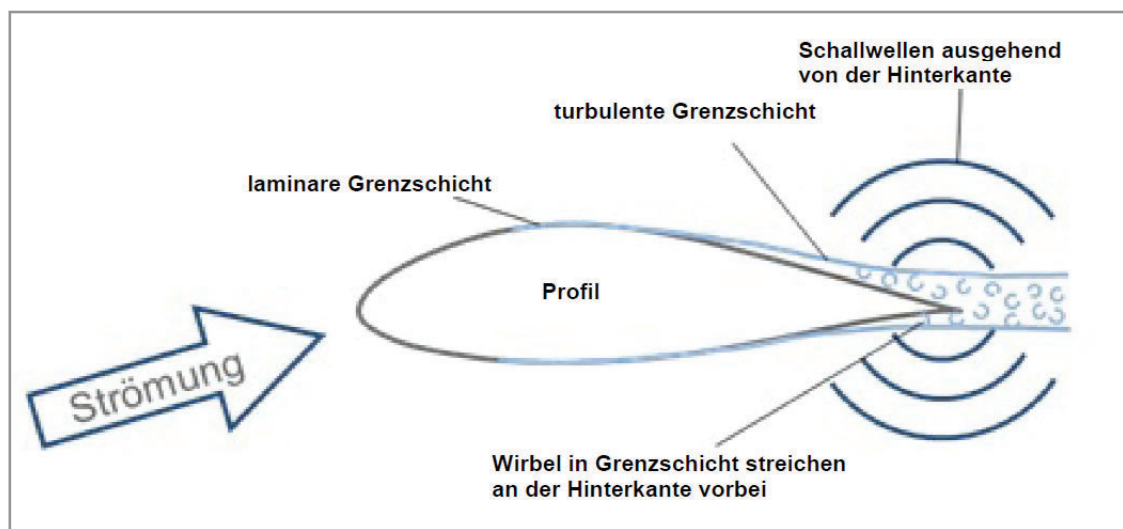 Schallwellen ausgehend
von der Hinterkante
turbulente Grenzschicht
laminare Grenzschicht
Profil
Strömung
Wirbel in Grenzschicht streichen
an der Hinterkante vorbei